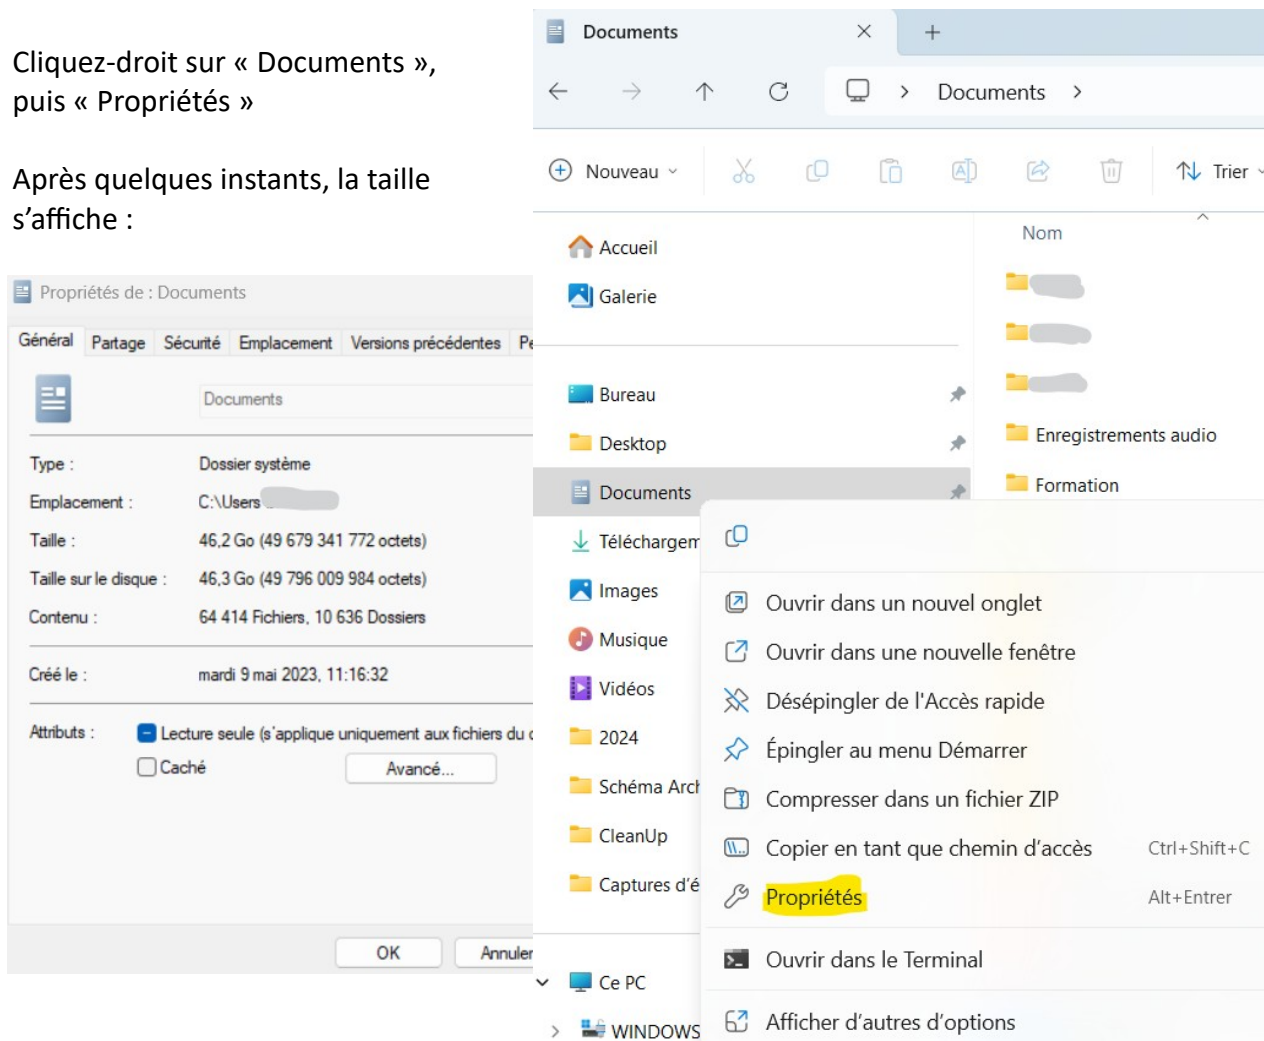 Cliquez-droit sur « Documents »,
puis « Propriétés »
Après quelques instants, la taille
s’affiche :
Propriétés de : Documents
Général Partage Sécurité Emplacement Versions précédentes
Documents
Type : Dossier système
Emplacement : C:\Users
Taille : 46,2 Go (49 679 341 772 octets)
Taille sur le disque : 46,3 Go (49 796 009 984 octets)
Contenu : 64 414 Fichiers, 10 636 Dossiers
Créé le : mardi 9 mai 2023, 11:16:32
Attributs : Lecture seule (s'applique uniquement aux fichiers du
Caché Avancé...
OK Annuler
Documents
Documents
Nouveau Trier
Nom
Accueil
Galerie
Bureau
Desktop
Documents
Téléchargem
Images
Musique
Vidéos
2024
Schéma Arch
CleanUp
Captures d'é
Ce PC
WINDOWS
Enregistrements audio
Formation
Ouvrir dans un nouvel onglet
Ouvrir dans une nouvelle fenêtre
Désépingler de l'Accès rapide
Épingler au menu Démarrer
Compresser dans un fichier ZIP
Copier en tant que chemin d'accès Ctrl+Shift+C
Propriétés Alt+Entrer
Ouvrir dans le Terminal
Afficher d'autres d'options